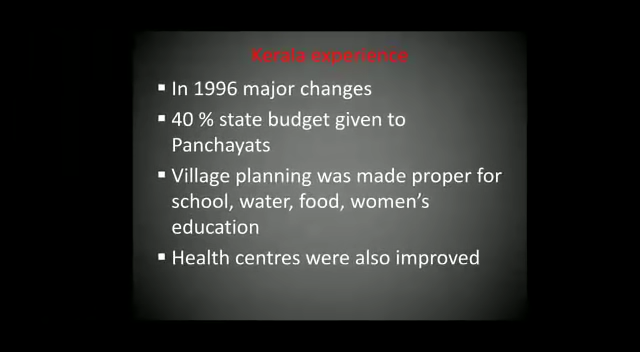 Kerala experience
▪ In 1996 major changes
▪ 40 % state budget given to
Panchayats
▪ Village planning was made proper for
school, water, food, women's
education
▪ Health centres were also improved